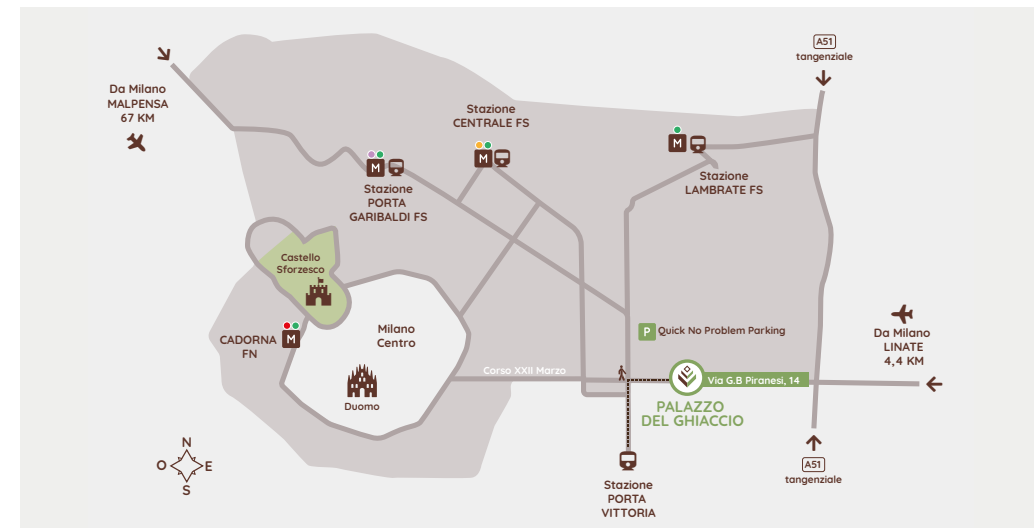 A51
tangenziale
Da Milano
MALPENSA
67 KM
Stazione
CENTRALE FS
M
M
M
Stazione
PORTA
GARIBALDI FS
Stazione
LAMBRATE FS
Castello
Sforzesco
CADORNA
FN
M
Milano
Centro
P Quick No Problem Parking
Da Milano
LINATE
4,4 KM
Corso XXII Marzo
Via G.B Piranesi, 14
Duomo
PALAZZO
DEL GHIACCIO
N
O E
S
Stazione
PORTA
VITTORIA
A51
tangenziale